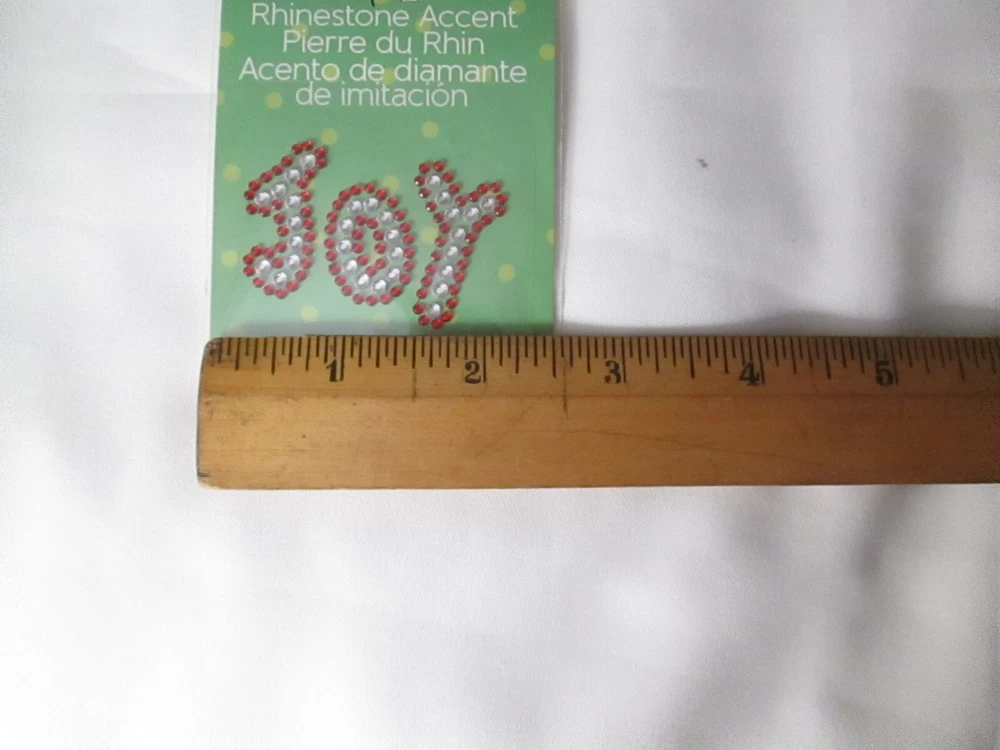 Rhinestone Accent
Pierre du Rhin
Acento de diamante
de imitación
JOY
1 2 3 4 5